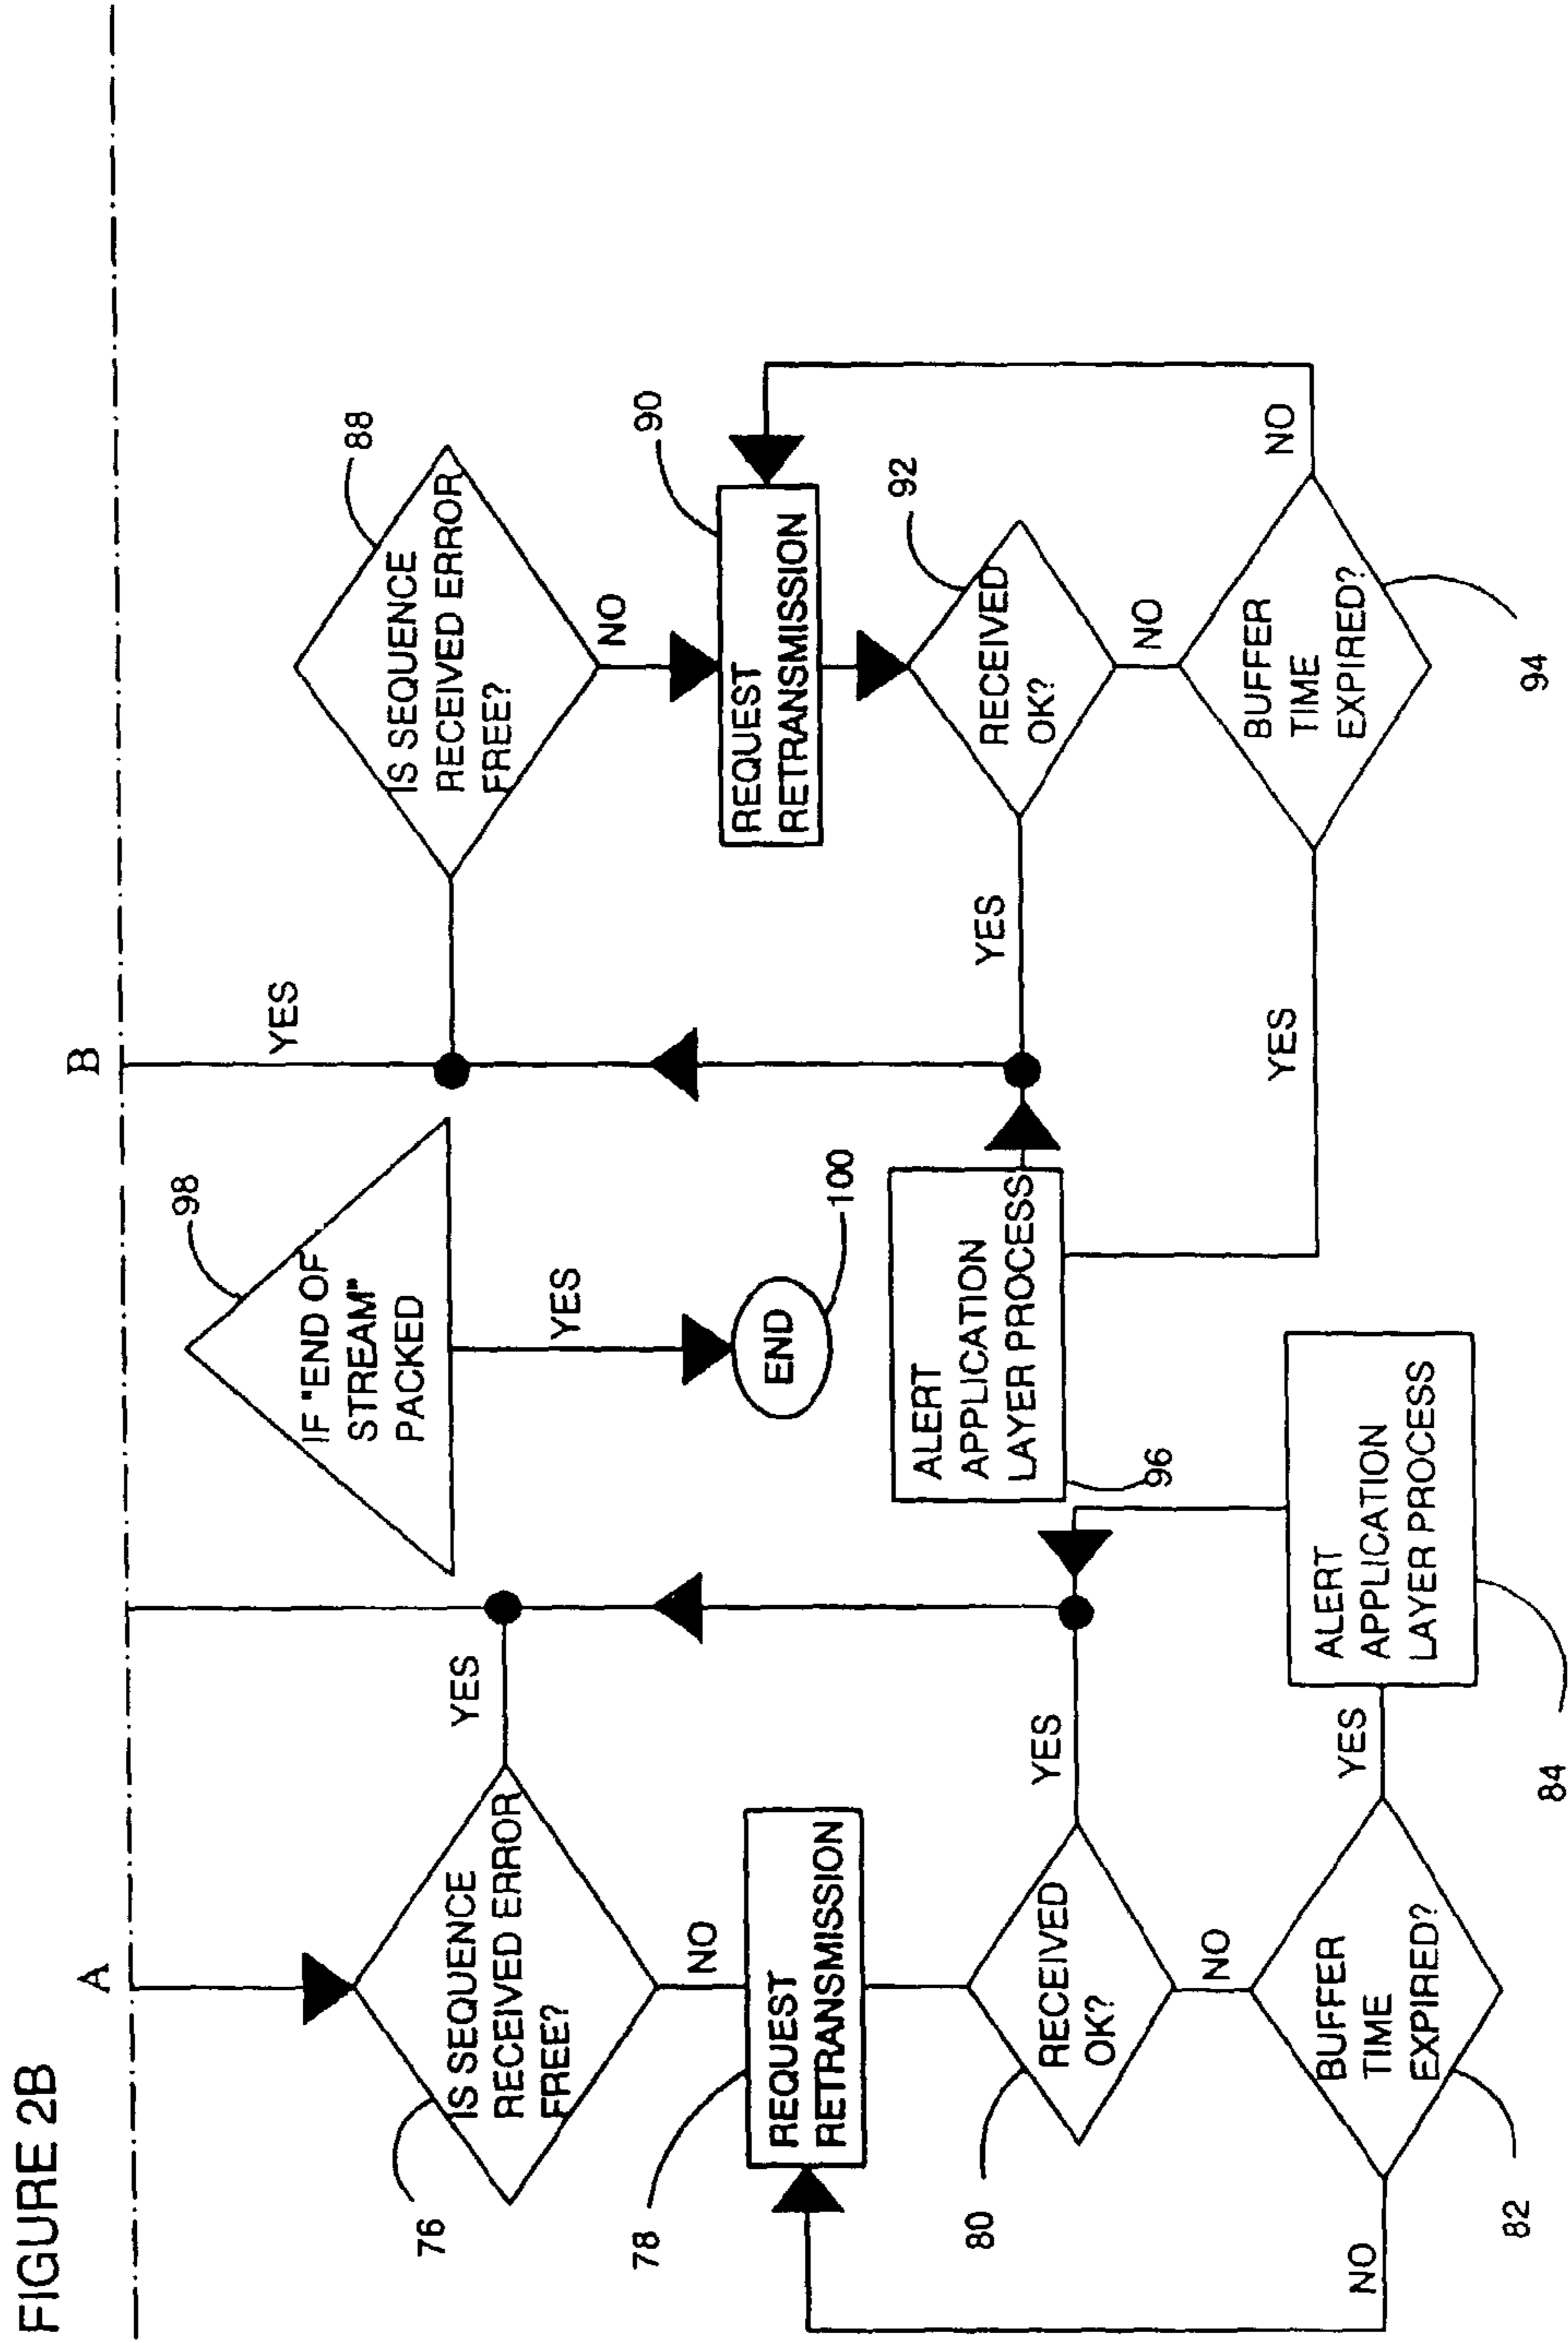 FIGURE 2B
A
B
76
IS SEQUENCE
RECEIVED ERROR
FREE?
YES
NO
78
REQUEST
RETRANSMISSION
80
RECEIVED
OK?
YES
NO
82
BUFFER
TIME
EXPIRED?
NO
YES
84
ALERT
APPLICATION
LAYER PROCESS
98
IF "END OF
STREAM"
PACKED
YES
END
100
YES
88
IS SEQUENCE
RECEIVED ERROR
FREE?
NO
90
REQUEST
RETRANSMISSION
92
RECEIVED
OK?
YES
NO
94
BUFFER
TIME
EXPIRED?
NO
YES
96
ALERT
APPLICATION
LAYER PROCESS